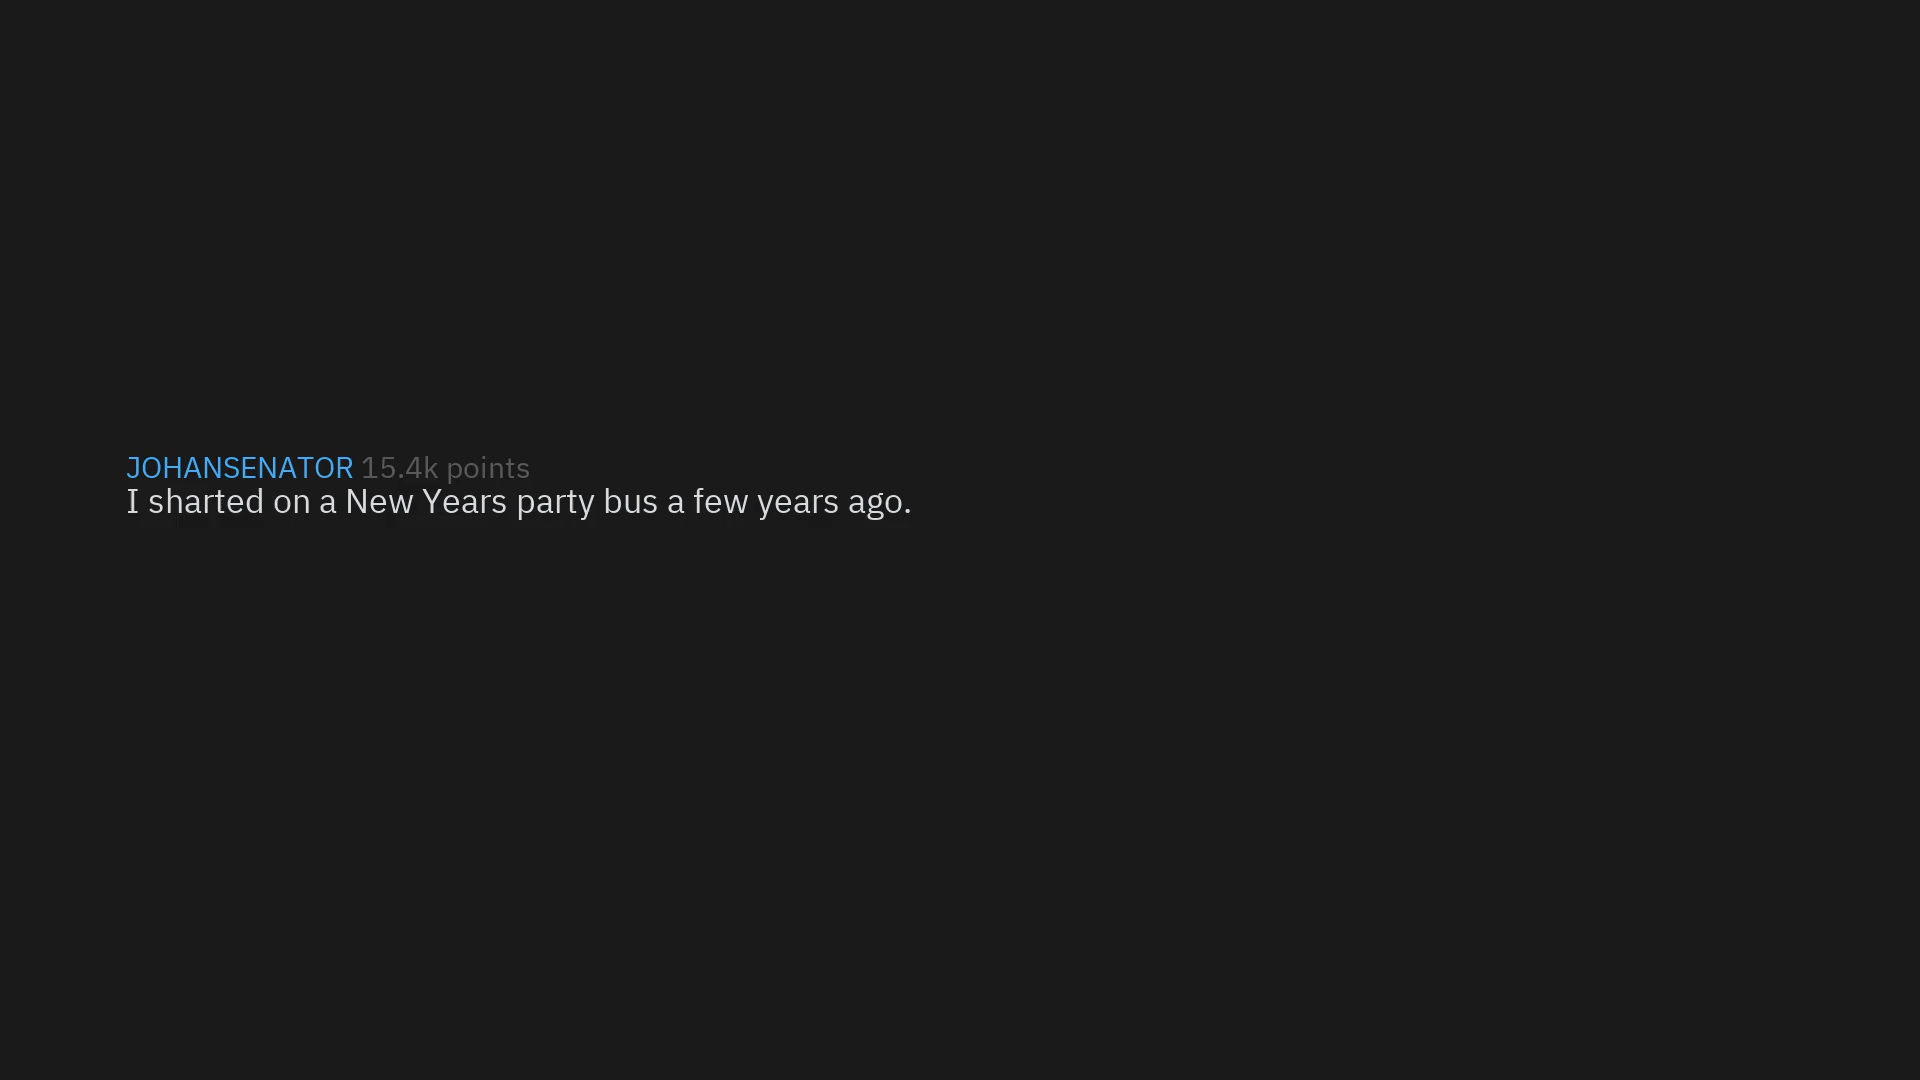 JOHANSENATOR 15.4k points
I sharted on a New Years party bus a few years ago.